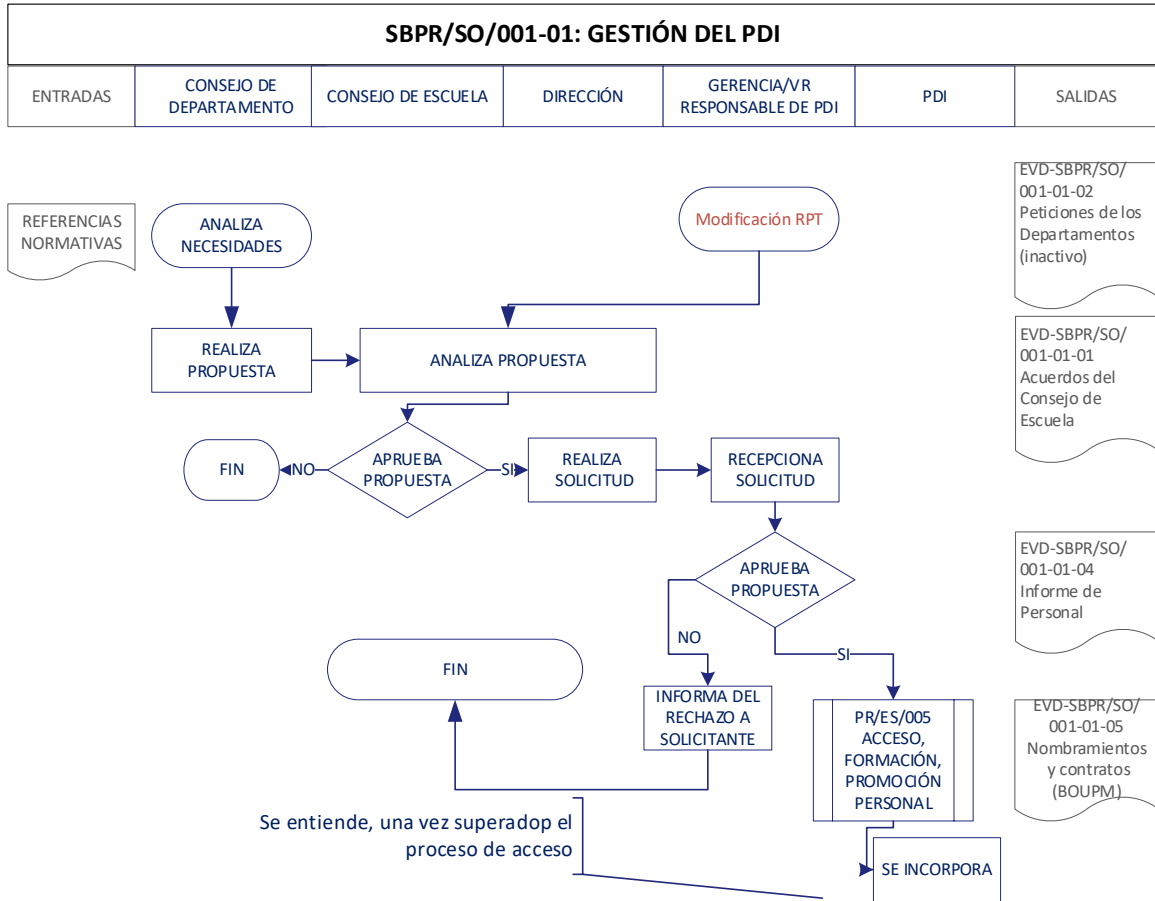 SBPR/SO/001-01: GESTIÓN DEL PDI
ENTRADAS
CONSEJO DE
DEPARTAMENTO
CONSEJO DE ESCUELA
DIRECCIÓN
GERENCIA/VR
RESPONSABLE DE PDI
PDI
SALIDAS
REFERENCIAS
NORMATIVAS
ANALIZA
NECESIDADES
Modificación RPT
EVD-SBPR/SO/
001-01-02
Peticiones de los
Departamentos
(inactivo)
REALIZA
PROPUESTA
ANALIZA PROPUESTA
EVD-SBPR/SO/
001-01-01
Acuerdos del
Consejo de
Escuela
FIN
NO
APRUEBA
PROPUESTA
SI
REALIZA
SOLICITUD
RECEPCIONA
SOLICITUD
APRUEBA
PROPUESTA
EVD-SBPR/SO/
001-01-04
Informe de
Personal
NO
SI
FIN
INFORMA DEL
RECHAZO A
SOLICITANTE
PR/ES/005
ACCESO,
FORMACIÓN,
PROMOCIÓN
PERSONAL
EVD-SBPR/SO/
001-01-05
Nombramientos
y contratos
(BOUPM)
Se entiende, una vez superadop el
proceso de acceso
SE INCORPORA